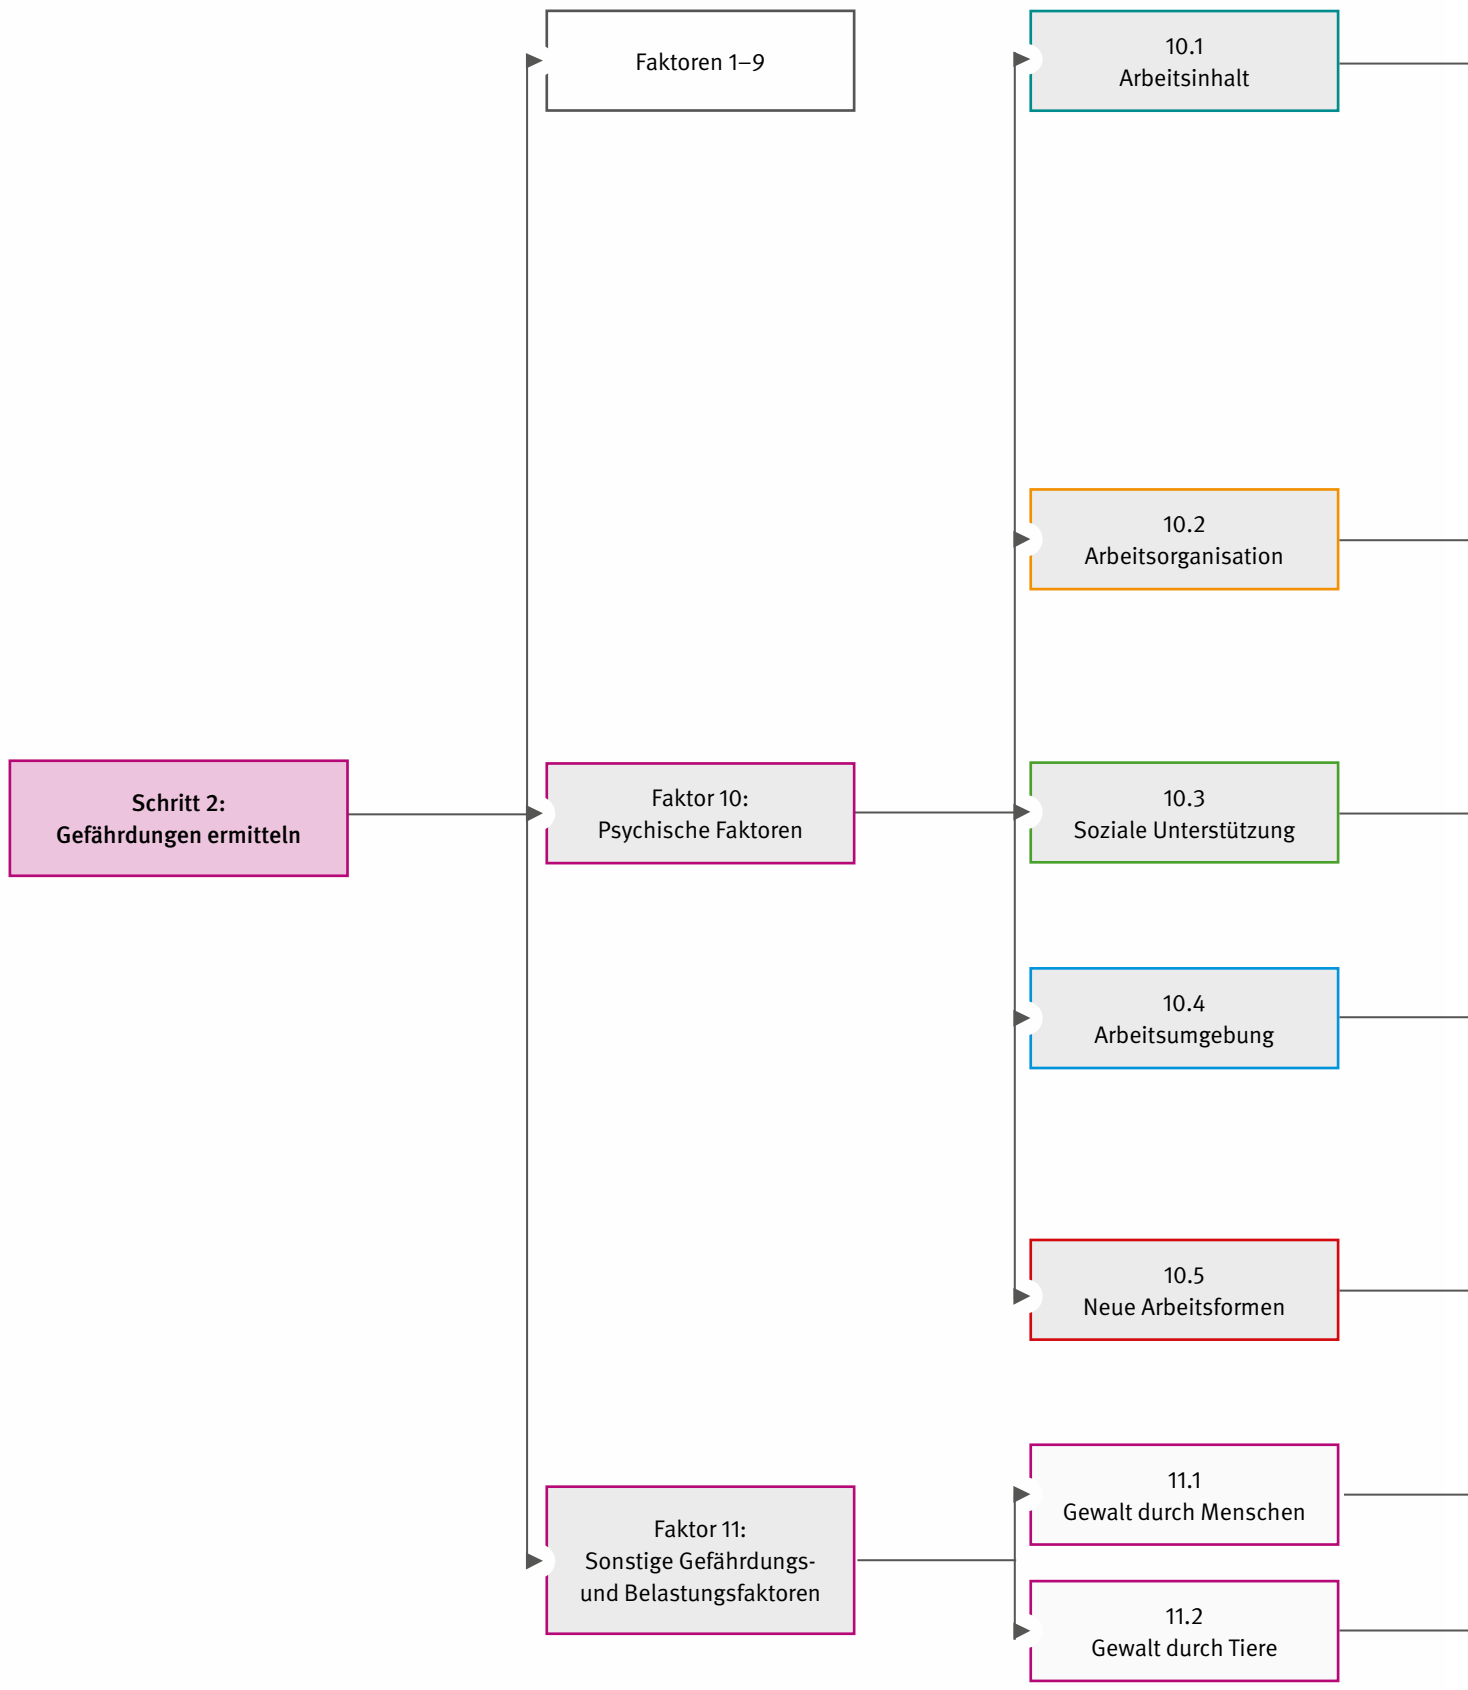 Faktoren 1–9
10.1
Arbeitsinhalt
10.2
Arbeitsorganisation
Schritt 2:
Gefährdungen ermitteln
Faktor 10:
Psychische Faktoren
10.3
Soziale Unterstützung
10.4
Arbeitsumgebung
10.5
Neue Arbeitsformen
Faktor 11:
Sonstige Gefährdungs-
und Belastungsfaktoren
11.1
Gewalt durch Menschen
11.2
Gewalt durch Tiere